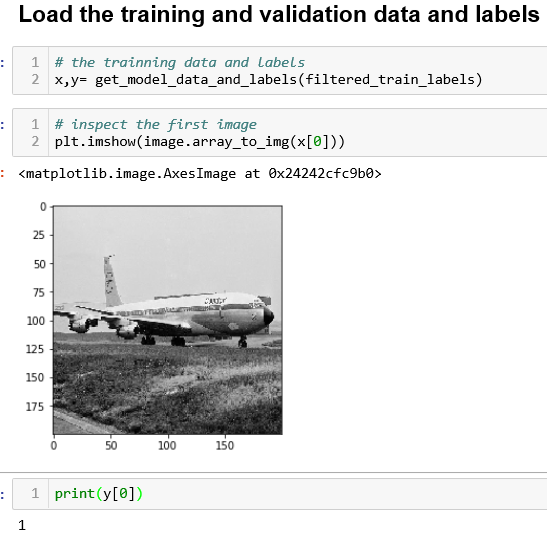 Load the training and validation data and labels
: 1 # the trainning data and labels
2 x,y= get_model_data_and_labels(filtered_train_labels)
: 1 # inspect the first image
2 plt.imshow(image.array_to_img(x[0]))
: <matplotlib.image.AxesImage at 0x24242cfc9b0>
0
25
50
75
100
125
150
175
Condor
0 50 100 150
: 1 print(y[0])
1